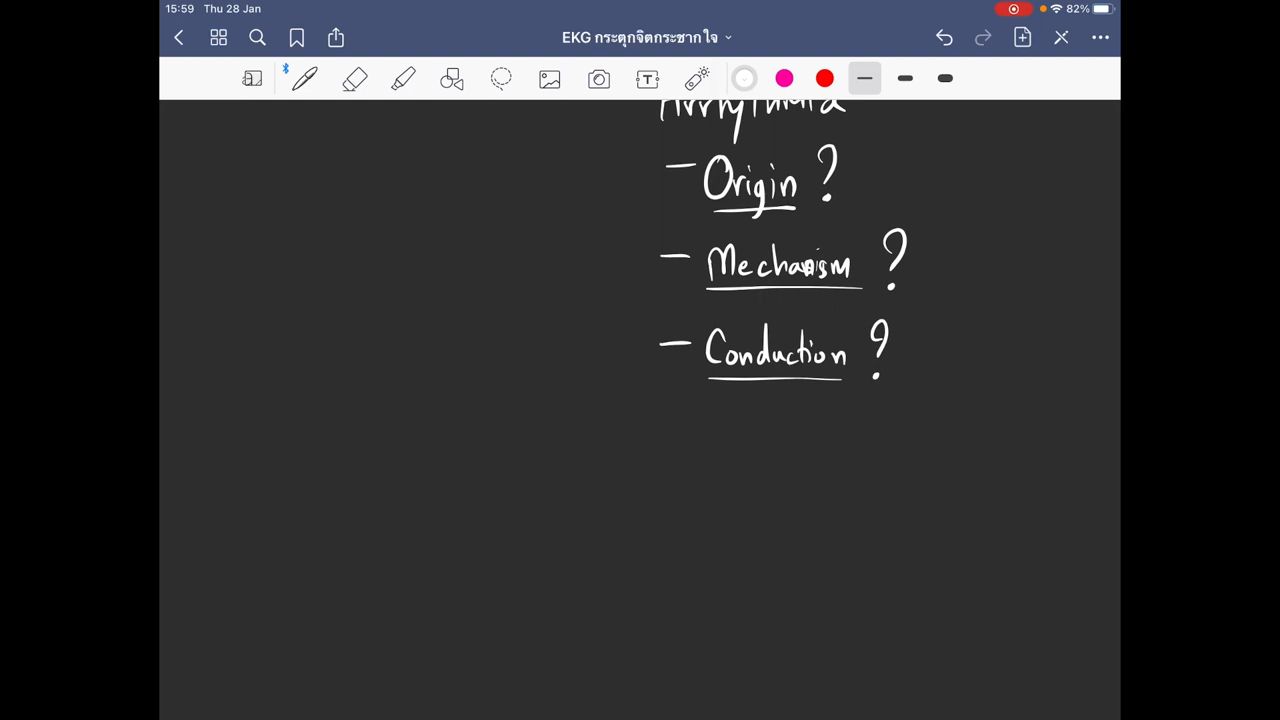 15:59 Thu 28 Jan 82%
EKG กระตุกจิตกระชากใจ
T
Arrhythmia
– Origin ?
– Mechanism ?
– Conduction ?